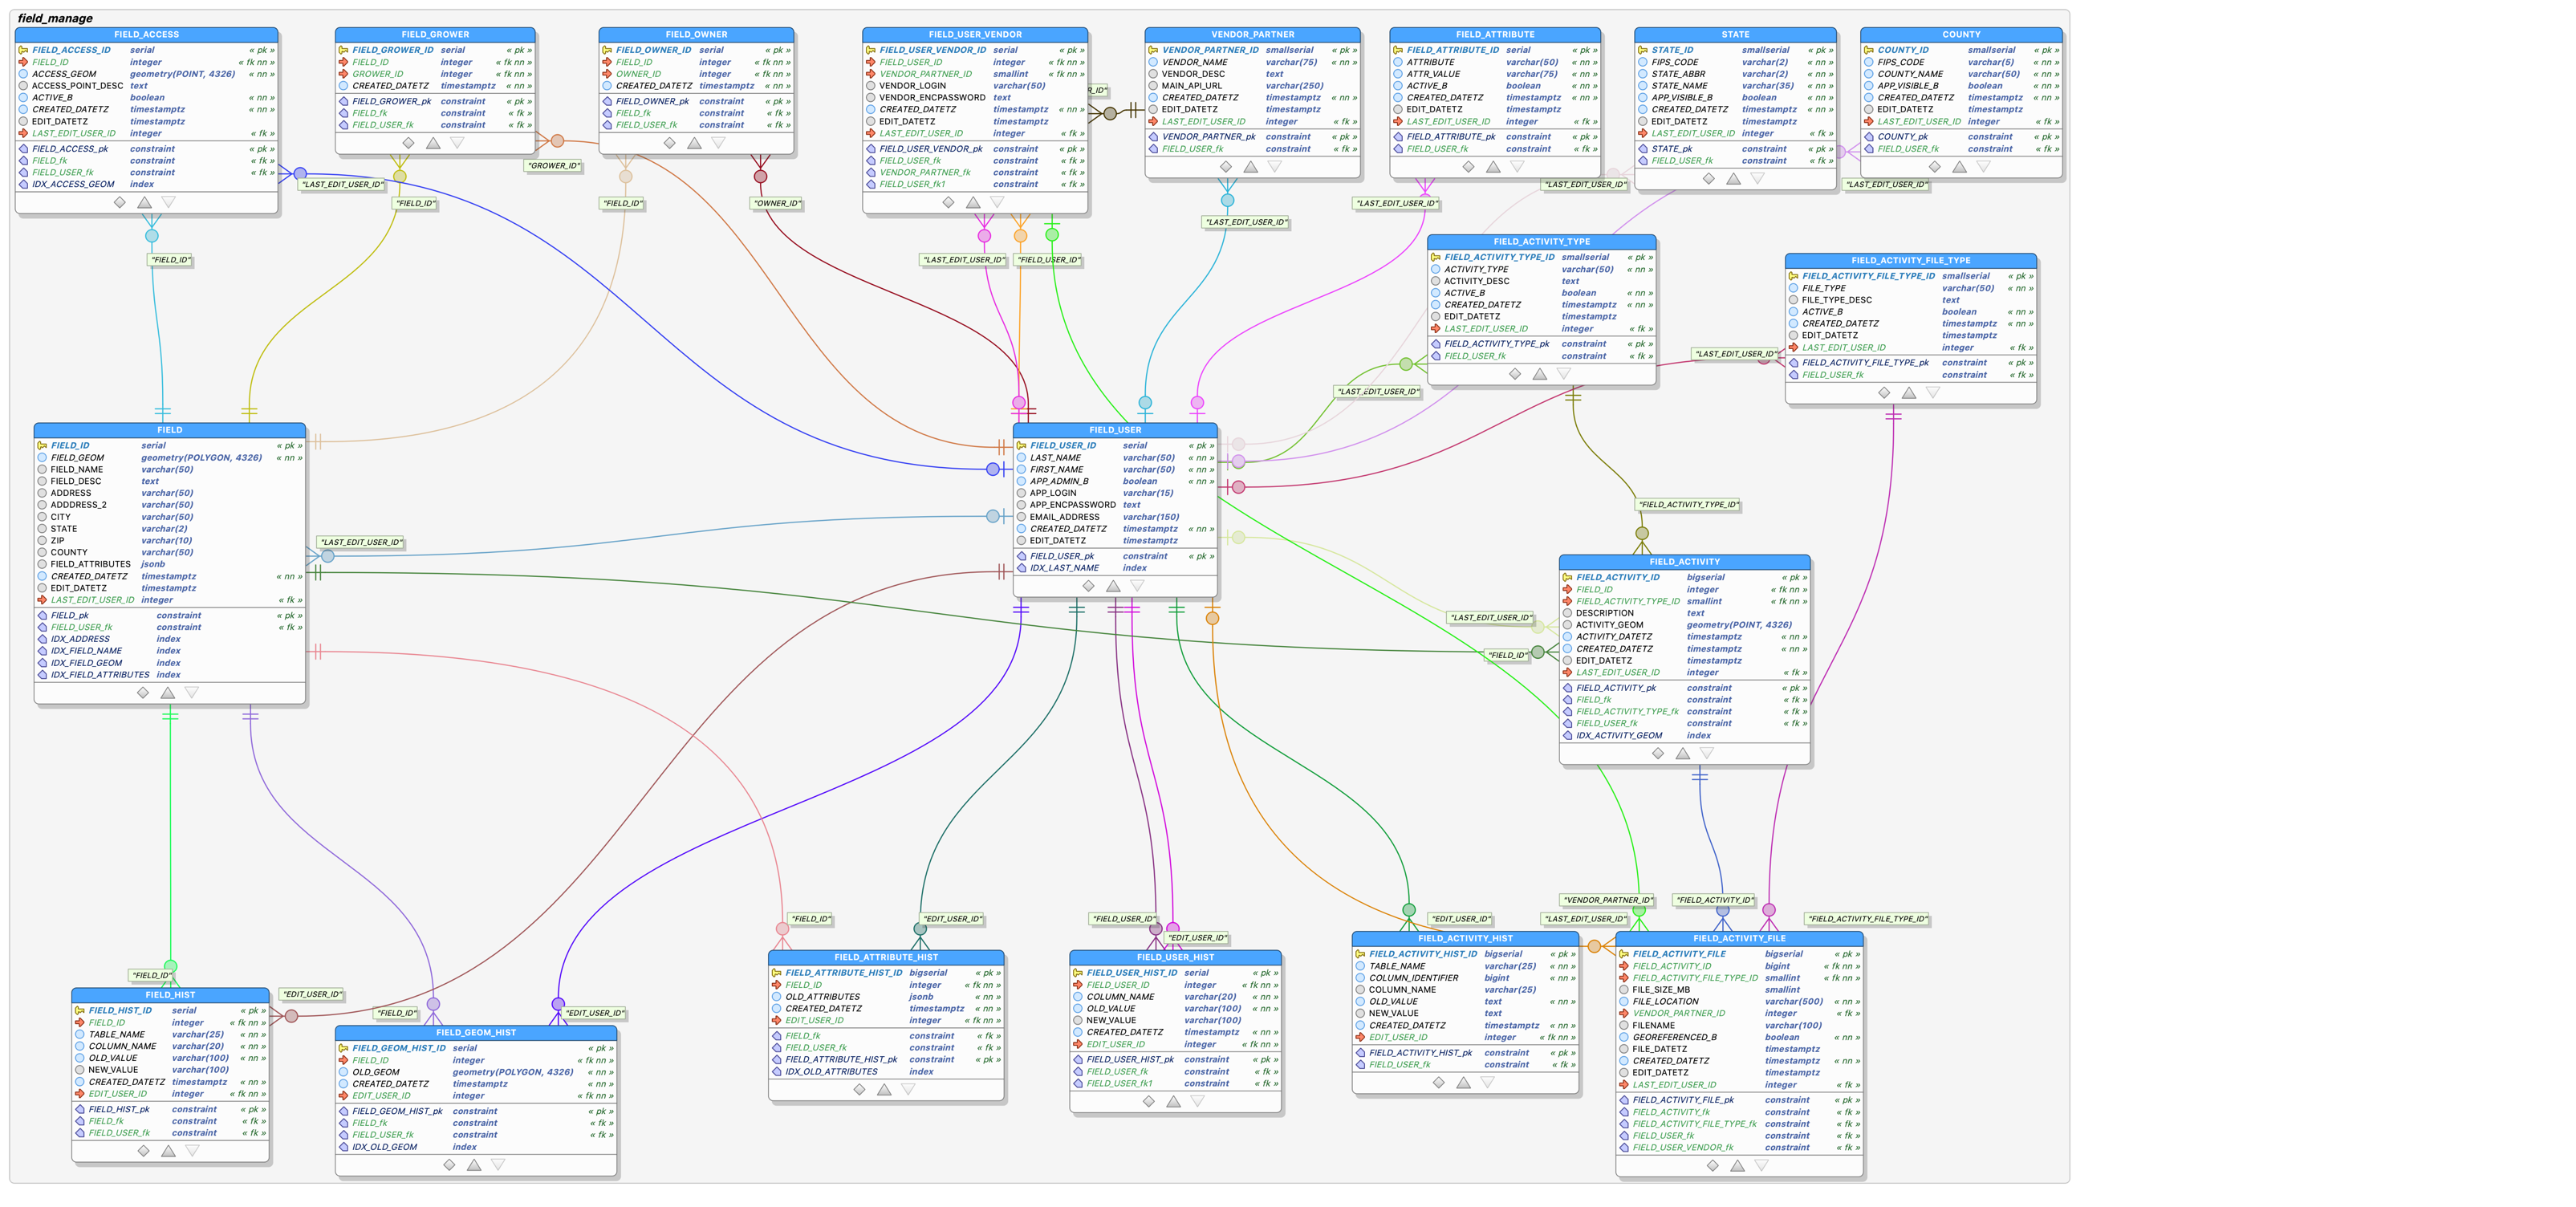 field_manage
FIELD_ACCESS
FIELD_ACCESS_ID serial « pk »
FIELD_ID integer « fk nn »
ACCESS_GEOM geometry(POINT, 4326) « nn »
ACCESS_POINT_DESC text
ACTIVE_B boolean « nn »
CREATED_DATETZ timestamptz « nn »
EDIT_DATETZ timestamptz
LAST_EDIT_USER_ID integer « fk »
FIELD_ACCESS_pk constraint « pk »
FIELD_fk constraint « fk »
FIELD_USER_fk constraint « fk »
IDX_ACCESS_GEOM index
FIELD_GROWER
FIELD_GROWER_ID serial « pk »
FIELD_ID integer « fk nn »
GROWER_ID integer « fk nn »
CREATED_DATETZ timestamptz « nn »
FIELD_GROWER_pk constraint « pk »
FIELD_fk constraint « fk »
FIELD_USER_fk constraint « fk »
FIELD_OWNER
FIELD_OWNER_ID serial « pk »
FIELD_ID integer « fk nn »
OWNER_ID integer « fk nn »
CREATED_DATETZ timestamptz « nn »
FIELD_OWNER_pk constraint « pk »
FIELD_fk constraint « fk »
FIELD_USER_fk constraint « fk »
FIELD_USER_VENDOR
FIELD_USER_VENDOR_ID serial « pk »
FIELD_USER_ID integer « fk nn »
VENDOR_PARTNER_ID smallint « fk nn »
VENDOR_LOGIN varchar(50)
VENDOR_ENCPASSWORD text
CREATED_DATETZ timestamptz « nn »
EDIT_DATETZ timestamptz
LAST_EDIT_USER_ID integer « fk »
FIELD_USER_VENDOR_pk constraint « pk »
FIELD_USER_fk constraint « fk »
VENDOR_PARTNER_fk constraint « fk »
FIELD_USER_fk1 constraint « fk »
R_ID"
VENDOR_PARTNER
VENDOR_PARTNER_ID smallserial « pk »
VENDOR_NAME varchar(75) « nn »
VENDOR_DESC text
MAIN_API_URL varchar(250)
CREATED_DATETZ timestamptz « nn »
EDIT_DATETZ timestamptz
LAST_EDIT_USER_ID integer « fk »
VENDOR_PARTNER_pk constraint « pk »
FIELD_USER_fk constraint « fk »
FIELD_ATTRIBUTE
FIELD_ATTRIBUTE_ID serial « pk »
ATTRIBUTE varchar(50) « nn »
ATTR_VALUE varchar(75) « nn »
ACTIVE_B boolean « nn »
CREATED_DATETZ timestamptz « nn »
EDIT_DATETZ timestamptz
LAST_EDIT_USER_ID integer « fk »
FIELD_ATTRIBUTE_pk constraint « pk »
FIELD_USER_fk constraint « fk »
STATE
STATE_ID smallserial « pk »
FIPS_CODE varchar(2) « nn »
STATE_ABBR varchar(2) « nn »
STATE_NAME varchar(35) « nn »
APP_VISIBLE_B boolean « nn »
CREATED_DATETZ timestamptz « nn »
EDIT_DATETZ timestamptz
LAST_EDIT_USER_ID integer « fk »
STATE_pk constraint « pk »
FIELD_USER_fk constraint « fk »
COUNTY
COUNTY_ID smallserial « pk »
FIPS_CODE varchar(5) « nn »
COUNTY_NAME varchar(50) « nn »
APP_VISIBLE_B boolean « nn »
CREATED_DATETZ timestamptz « nn »
EDIT_DATETZ timestamptz
LAST_EDIT_USER_ID integer « fk »
COUNTY_pk constraint « pk »
FIELD_USER_fk constraint « fk »
"GROWER_ID"
"LAST_EDIT_USER_ID"
"LAST_EDIT_USER_ID"
"LAST_EDIT_USER_ID"
"FIELD_ID"
"FIELD_ID"
"OWNER_ID"
"LAST_EDIT_USER_ID"
"LAST_EDIT_USER_ID"
"FIELD_ID"
"LAST_EDIT_USER_ID"
"FIELD_USER_ID"
FIELD_ACTIVITY_TYPE
FIELD_ACTIVITY_TYPE_ID smallserial « pk »
ACTIVITY_TYPE varchar(50) « nn »
ACTIVITY_DESC text
ACTIVE_B boolean « nn »
CREATED_DATETZ timestamptz « nn »
EDIT_DATETZ timestamptz
LAST_EDIT_USER_ID integer « fk »
FIELD_ACTIVITY_TYPE_pk constraint « pk »
FIELD_USER_fk constraint « fk »
FIELD_ACTIVITY_FILE_TYPE
FIELD_ACTIVITY_FILE_TYPE_ID smallserial « pk »
FILE_TYPE varchar(50) « nn »
FILE_TYPE_DESC text
ACTIVE_B boolean « nn »
CREATED_DATETZ timestamptz « nn »
EDIT_DATETZ timestamptz
LAST_EDIT_USER_ID integer « fk »
FIELD_ACTIVITY_FILE_TYPE_pk constraint « pk »
FIELD_USER_fk constraint « fk »
"LAST_EDIT_USER_ID"
"LAST_EDIT_USER_ID"
FIELD
FIELD_ID serial « pk »
FIELD_GEOM geometry(POLYGON, 4326) « nn »
FIELD_NAME varchar(50)
FIELD_DESC text
ADDRESS varchar(50)
ADDDRESS_2 varchar(50)
CITY varchar(50)
STATE varchar(2)
ZIP varchar(10)
COUNTY varchar(50)
FIELD_ATTRIBUTES jsonb
CREATED_DATETZ timestamptz « nn »
EDIT_DATETZ timestamptz
LAST_EDIT_USER_ID integer « fk »
FIELD_pk constraint « pk »
FIELD_USER_fk constraint « fk »
IDX_ADDRESS index
IDX_FIELD_NAME index
IDX_FIELD_GEOM index
IDX_FIELD_ATTRIBUTES index
"LAST_EDIT_USER_ID"
FIELD_USER
FIELD_USER_ID serial « pk »
LAST_NAME varchar(50) « nn »
FIRST_NAME varchar(50) « nn »
APP_ADMIN_B boolean « nn »
APP_LOGIN varchar(15)
APP_ENCPASSWORD text
EMAIL_ADDRESS varchar(150)
CREATED_DATETZ timestamptz « nn »
EDIT_DATETZ timestamptz
FIELD_USER_pk constraint « pk »
IDX_LAST_NAME index
"FIELD_ACTIVITY_TYPE_ID"
"LAST_EDIT_USER_ID"
"FIELD_ID"
FIELD_ACTIVITY
FIELD_ACTIVITY_ID bigserial « pk »
FIELD_ID integer « fk nn »
FIELD_ACTIVITY_TYPE_ID smallint « fk nn »
DESCRIPTION text
ACTIVITY_GEOM geometry(POINT, 4326)
ACTIVITY_DATETZ timestamptz « nn »
CREATED_DATETZ timestamptz « nn »
EDIT_DATETZ timestamptz
LAST_EDIT_USER_ID integer « fk »
FIELD_ACTIVITY_pk constraint « pk »
FIELD_fk constraint « fk »
FIELD_ACTIVITY_TYPE_fk constraint « fk »
FIELD_USER_fk constraint « fk »
IDX_ACTIVITY_GEOM index
"VENDOR_PARTNER_ID"
"FIELD_ACTIVITY_ID"
"FIELD_ID"
"EDIT_USER_ID"
"FIELD_USER_ID"
"EDIT_USER_ID"
"EDIT_USER_ID"
"LAST_EDIT_USER_ID"
"FIELD_ACTIVITY_FILE_TYPE_ID"
"FIELD_ID"
"EDIT_USER_ID"
"FIELD_ID"
"EDIT_USER_ID"
FIELD_HIST
FIELD_HIST_ID serial « pk »
FIELD_ID integer « fk nn »
TABLE_NAME varchar(25) « nn »
COLUMN_NAME varchar(20) « nn »
OLD_VALUE varchar(100) « nn »
NEW_VALUE varchar(100)
CREATED_DATETZ timestamptz « nn »
EDIT_USER_ID integer « fk nn »
FIELD_HIST_pk constraint « pk »
FIELD_fk constraint « fk »
FIELD_USER_fk constraint « fk »
FIELD_GEOM_HIST
FIELD_GEOM_HIST_ID serial « pk »
FIELD_ID integer « fk nn »
OLD_GEOM geometry(POLYGON, 4326) « nn »
CREATED_DATETZ timestamptz « nn »
EDIT_USER_ID integer « fk nn »
FIELD_GEOM_HIST_pk constraint « pk »
FIELD_fk constraint « fk »
FIELD_USER_fk constraint « fk »
IDX_OLD_GEOM index
FIELD_ATTRIBUTE_HIST
FIELD_ATTRIBUTE_HIST_ID bigserial « pk »
FIELD_ID integer « fk nn »
OLD_ATTRIBUTES jsonb « nn »
CREATED_DATETZ timestamptz « nn »
EDIT_USER_ID integer « fk nn »
FIELD_fk constraint « fk »
FIELD_USER_fk constraint « fk »
FIELD_ATTRIBUTE_HIST_pk constraint « pk »
IDX_OLD_ATTRIBUTES index
FIELD_USER_HIST
FIELD_USER_HIST_ID serial « pk »
FIELD_USER_ID integer « fk nn »
COLUMN_NAME varchar(20) « nn »
OLD_VALUE varchar(100) « nn »
NEW_VALUE varchar(100)
CREATED_DATETZ timestamptz « nn »
EDIT_USER_ID integer « fk nn »
FIELD_USER_HIST_pk constraint « pk »
FIELD_USER_fk constraint « fk »
FIELD_USER_fk1 constraint « fk »
FIELD_ACTIVITY_HIST
FIELD_ACTIVITY_HIST_ID bigserial « pk »
TABLE_NAME varchar(25) « nn »
COLUMN_IDENTIFIER bigint « nn »
COLUMN_NAME varchar(25)
OLD_VALUE text « nn »
NEW_VALUE text
CREATED_DATETZ timestamptz « nn »
EDIT_USER_ID integer « fk nn »
FIELD_ACTIVITY_HIST_pk constraint « pk »
FIELD_USER_fk constraint « fk »
FIELD_ACTIVITY_FILE
FIELD_ACTIVITY_FILE bigserial « pk »
FIELD_ACTIVITY_ID bigint « fk nn »
FIELD_ACTIVITY_FILE_TYPE_ID smallint « fk nn »
FILE_SIZE_MB smallint
FILE_LOCATION varchar(500) « nn »
VENDOR_PARTNER_ID integer « fk »
FILENAME varchar(100)
GEOREFERENCED_B boolean « nn »
FILE_DATETZ timestamptz
CREATED_DATETZ timestamptz « nn »
EDIT_DATETZ timestamptz
LAST_EDIT_USER_ID integer « fk »
FIELD_ACTIVITY_FILE_pk constraint « pk »
FIELD_ACTIVITY_fk constraint « fk »
FIELD_ACTIVITY_FILE_TYPE_fk constraint « fk »
FIELD_USER_fk constraint « fk »
FIELD_USER_VENDOR_fk constraint « fk »